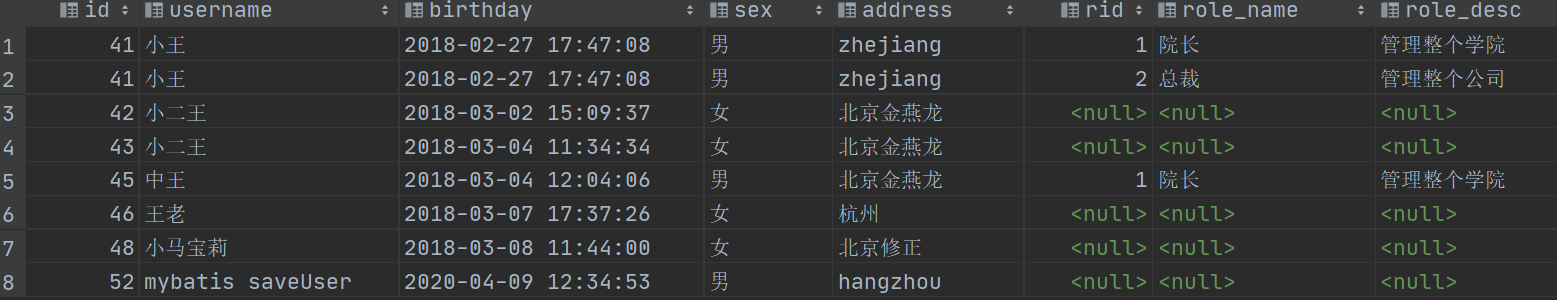 id username birthday sex address rid role_name role_desc
1 41 小王 2018-02-27 17:47:08 男 zhejiang 1 院长 管理整个学院
2 41 小王 2018-02-27 17:47:08 男 zhejiang 2 总裁 管理整个公司
3 42 小二王 2018-03-02 15:09:37 女 北京金燕龙 <null> <null> <null>
4 43 小二王 2018-03-04 11:34:34 女 北京金燕龙 <null> <null> <null>
5 45 中王 2018-03-04 12:04:06 男 北京金燕龙 1 院长 管理整个学院
6 46 王老 2018-03-07 17:37:26 女 杭州 <null> <null> <null>
7 48 小马宝莉 2018-03-08 11:44:00 女 北京修正 <null> <null> <null>
8 52 mybatis saveUser 2020-04-09 12:34:53 男 hangzhou <null> <null> <null>